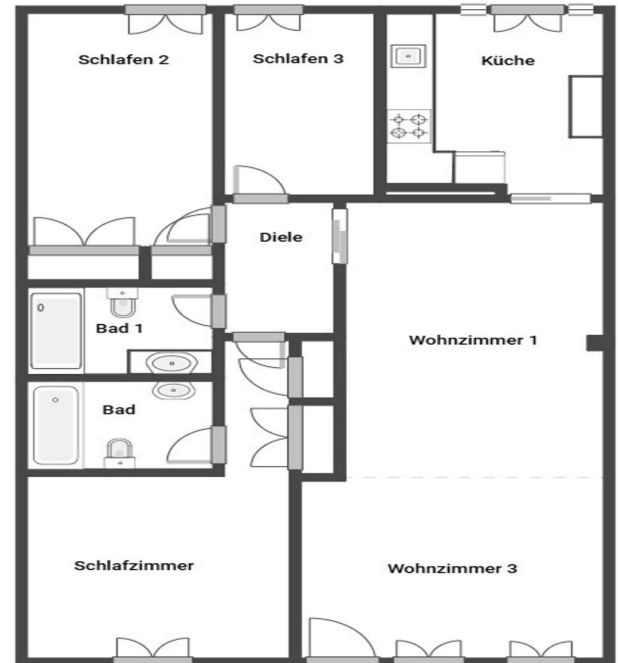 Schlafen 2
Schlafen 3
Küche
Diele
Bad 1
Wohnzimmer 1
Bad
Schlafzimmer
Wohnzimmer 3